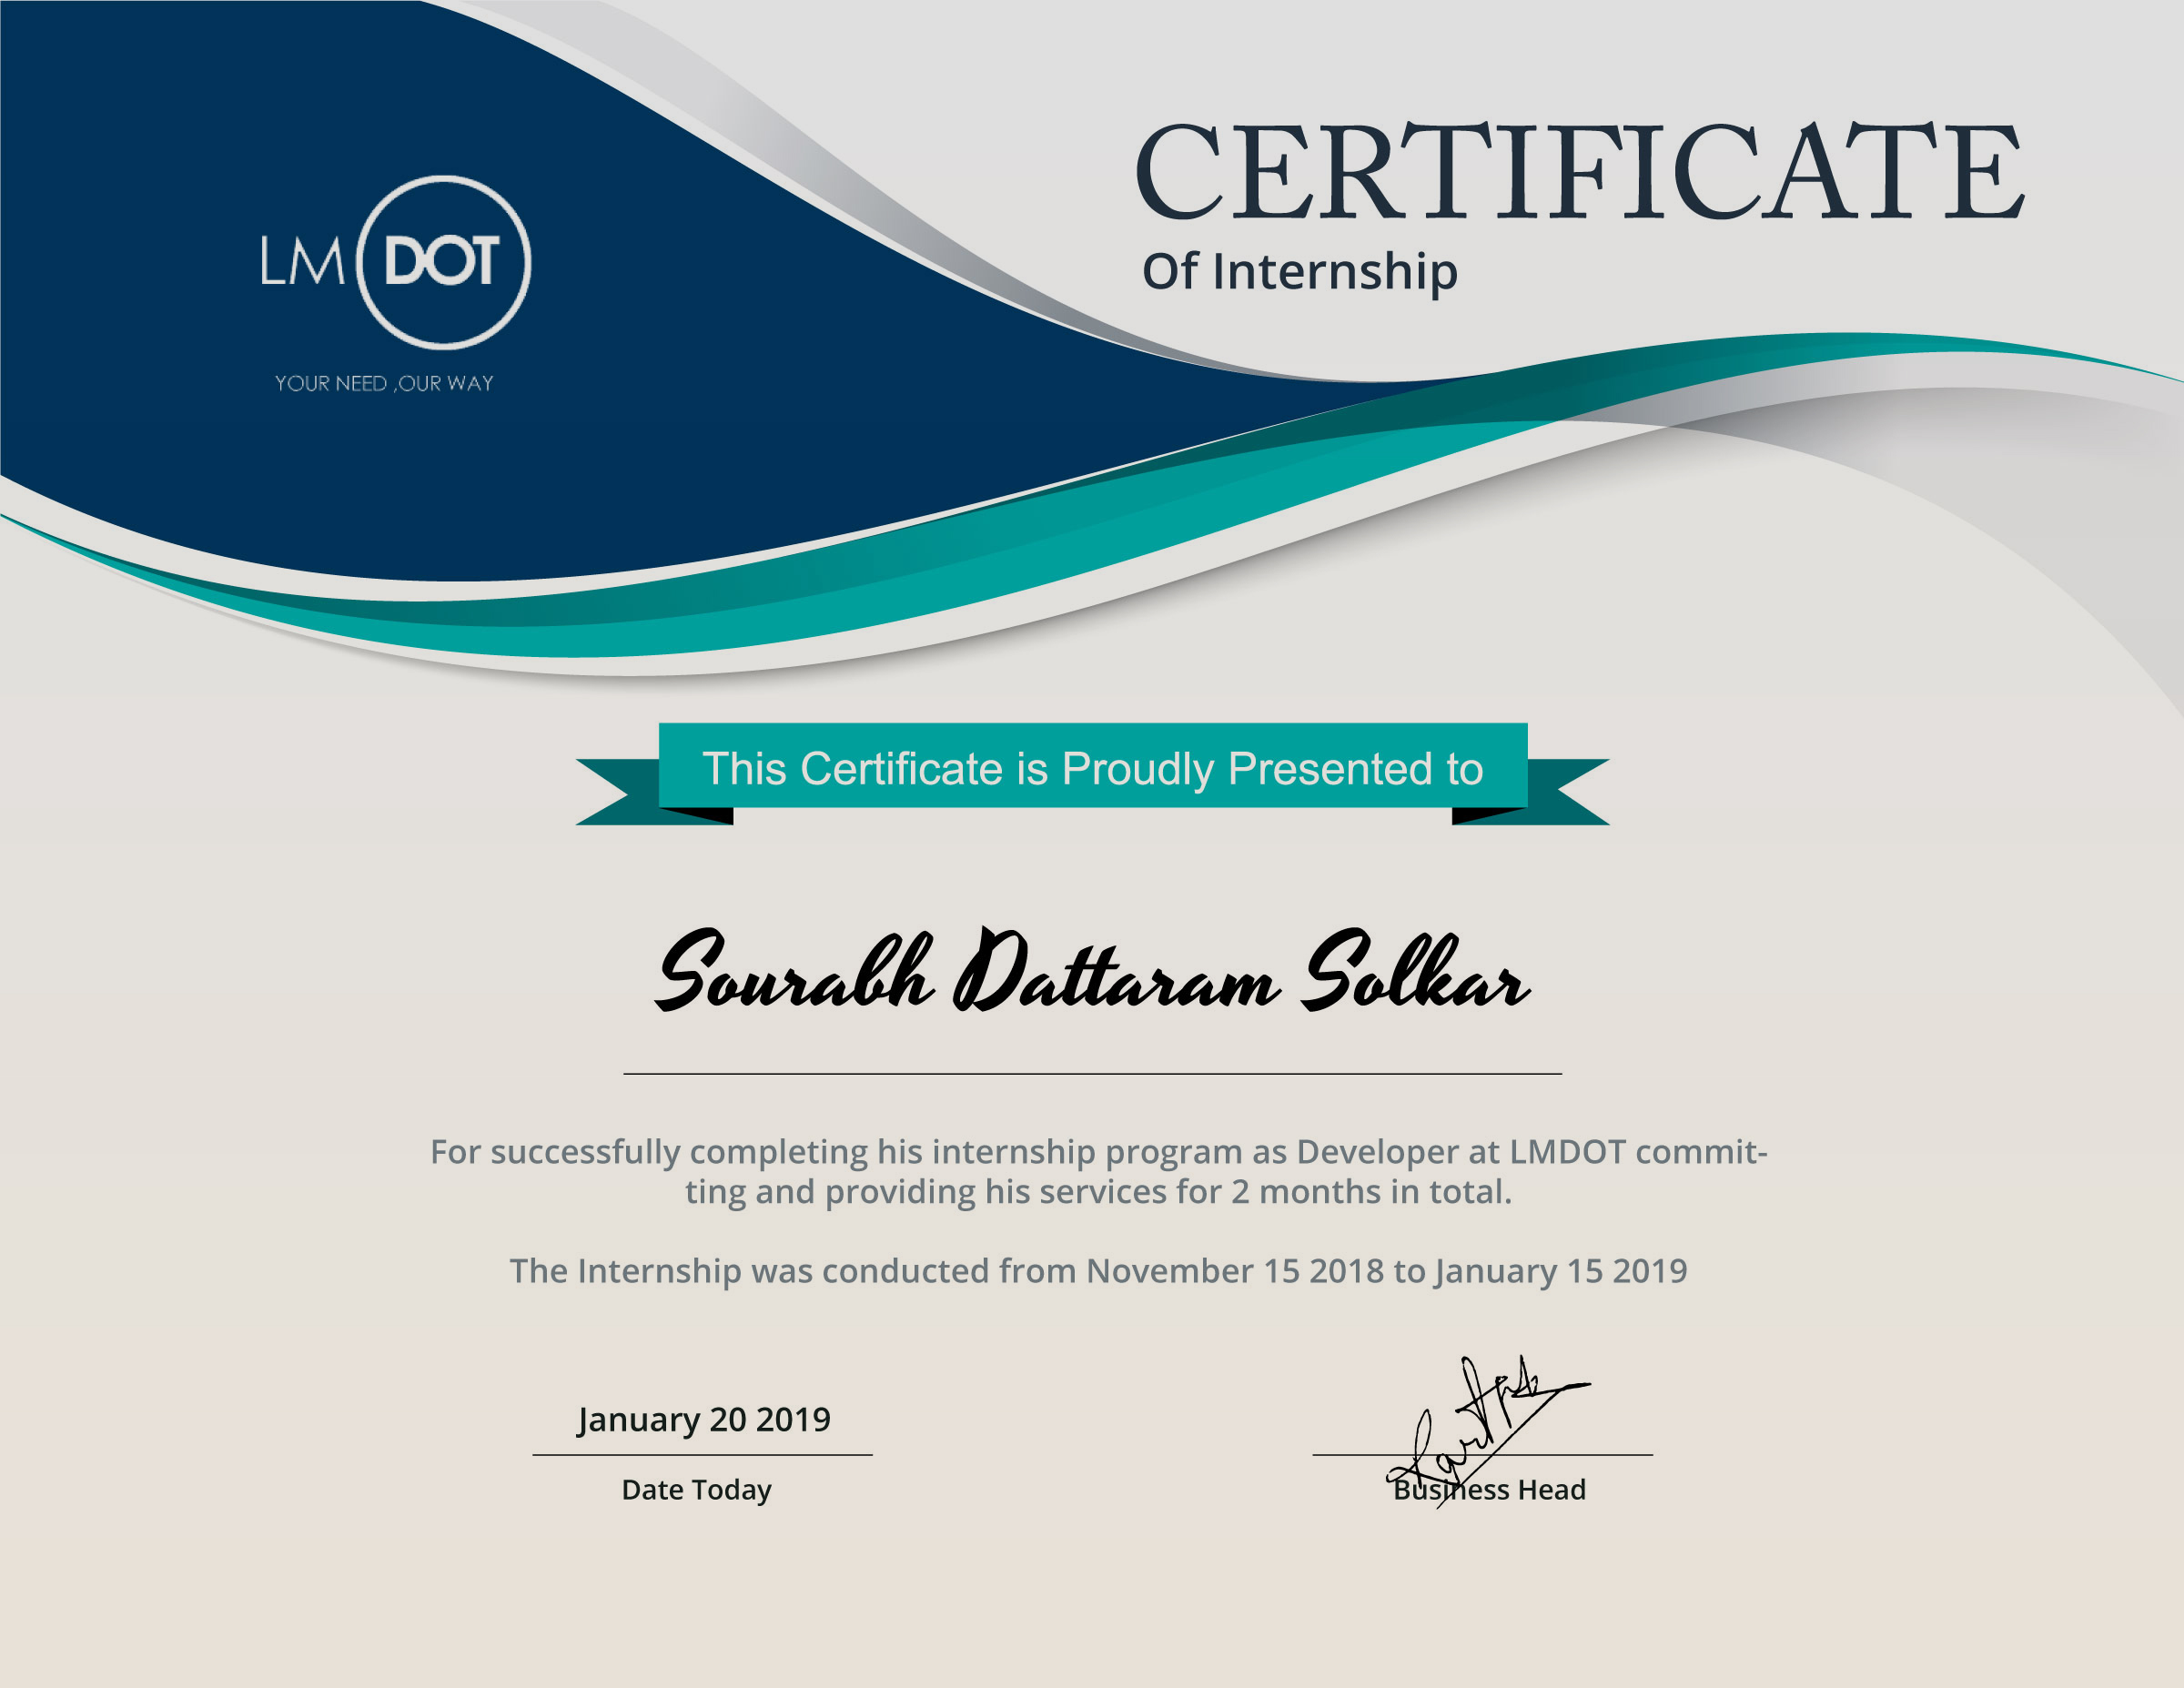 CERTIFICATE
Of Internship
LM DOT
YOUR NEED ,OUR WAY
This Certificate is Proudly Presented to
Sourabh Dattaram Solkar
For successfully completing his internship program as Developer at LMDOT commit-
ting and providing his services for 2 months in total.
The Internship was conducted from November 15 2018 to January 15 2019
January 20 2019
Date Today
Business Head